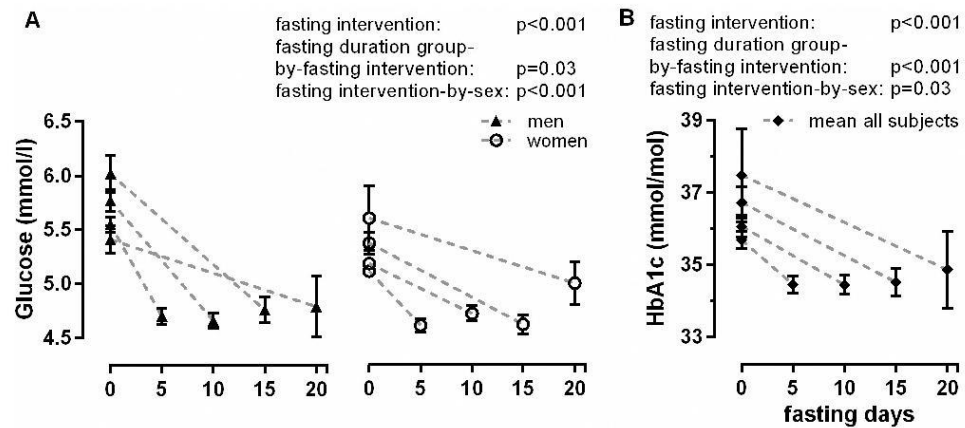 A
fasting intervention: p<0.001
fasting duration group-
by-fasting intervention: p=0.03
fasting intervention-by-sex: p<0.001
men
women
Glucose (mmol/l)
6.5
6.0
5.5
5.0
4.5
0 5 10 15 20
0 5 10 15 20
B
fasting intervention: p<0.001
fasting duration group-
by-fasting intervention: p<0.001
fasting intervention-by-sex: p=0.03
mean all subjects
HbA1c (mmol/mol)
39
37
35
33
0 5 10 15 20
fasting days